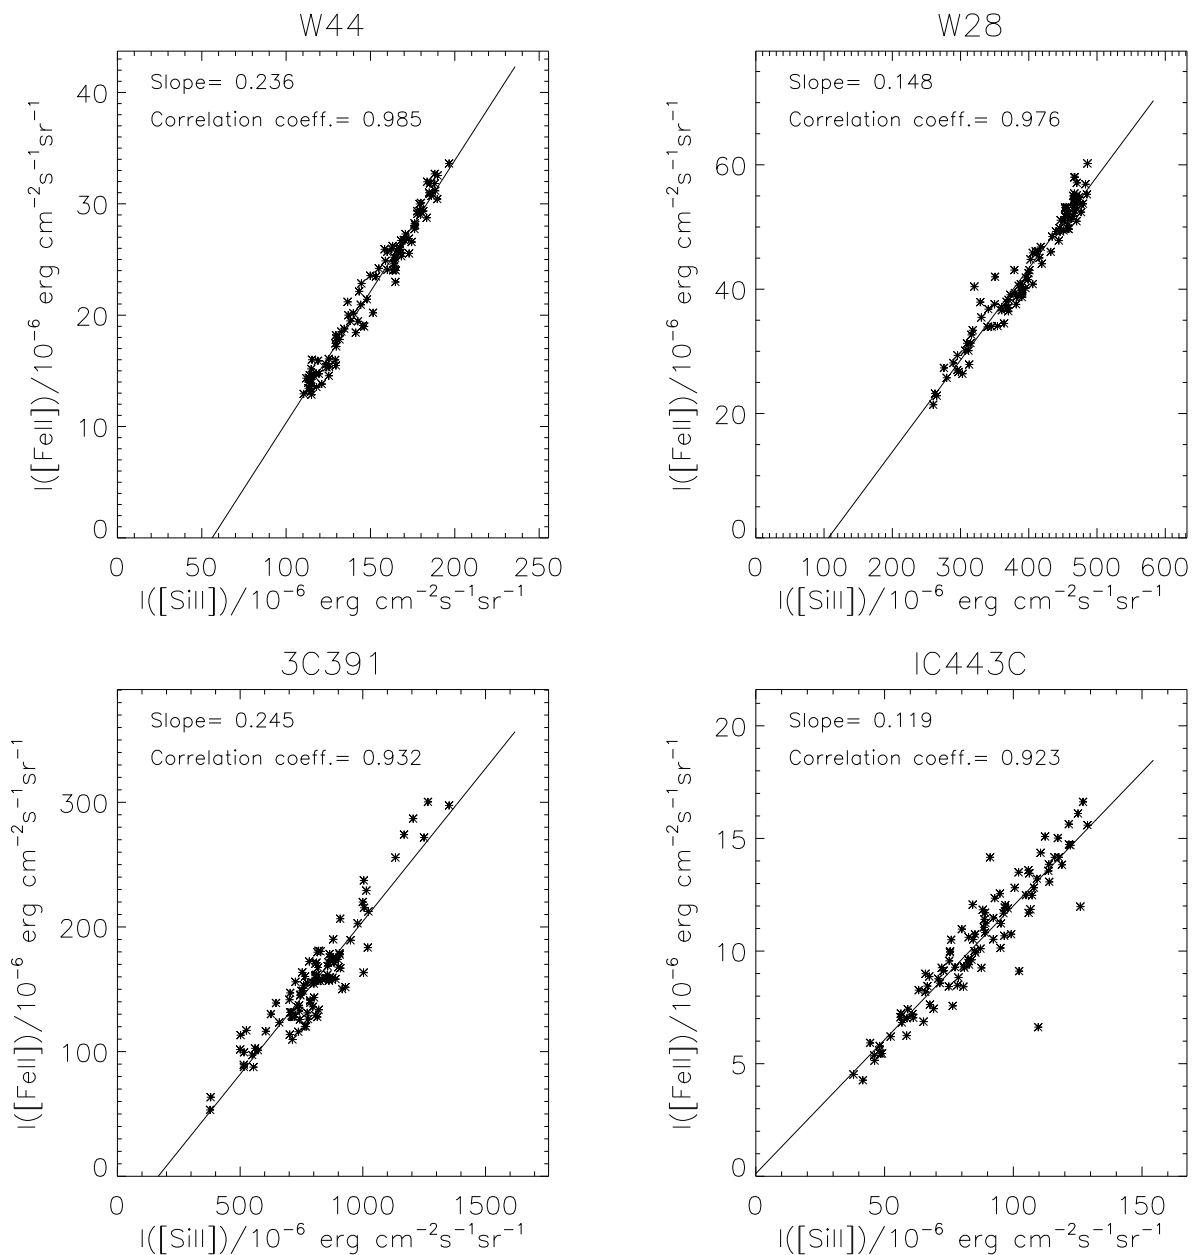 W44
Slope= 0.236
Correlation coeff.= 0.985
I([FeII])/10⁻⁶ erg cm⁻²s⁻¹sr⁻¹
40
30
20
10
0
0 50 100 150 200 250
I([SiII])/10⁻⁶ erg cm⁻²s⁻¹sr⁻¹
W28
Slope= 0.148
Correlation coeff.= 0.976
I([FeII])/10⁻⁶ erg cm⁻²s⁻¹sr⁻¹
60
40
20
0
0 100 200 300 400 500 600
I([SiII])/10⁻⁶ erg cm⁻²s⁻¹sr⁻¹
3C391
Slope= 0.245
Correlation coeff.= 0.932
I([FeII])/10⁻⁶ erg cm⁻²s⁻¹sr⁻¹
300
200
100
0
0 500 1000 1500
I([SiII])/10⁻⁶ erg cm⁻²s⁻¹sr⁻¹
IC443C
Slope= 0.119
Correlation coeff.= 0.923
I([FeII])/10⁻⁶ erg cm⁻²s⁻¹sr⁻¹
20
15
10
5
0
0 50 100 150
I([SiII])/10⁻⁶ erg cm⁻²s⁻¹sr⁻¹